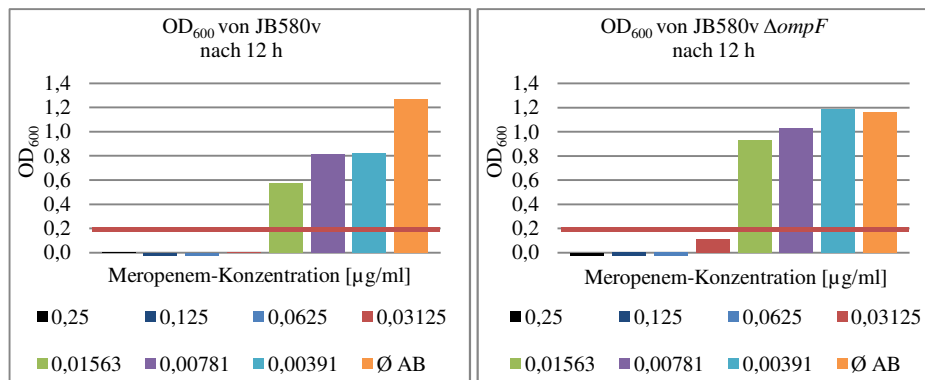 OD600 von JB580v
nach 12 h
1,4
1,2
1,0
0,8
0,6
0,4
0,2
0,0
OD600
Meropenem-Konzentration [µg/ml]
0,25 0,125 0,0625 0,03125
0,01563 0,00781 0,00391 Ø AB
OD600 von JB580v ΔompF
nach 12 h
1,4
1,2
1,0
0,8
0,6
0,4
0,2
0,0
OD600
Meropenem-Konzentration [µg/ml]
0,25 0,125 0,0625 0,03125
0,01563 0,00781 0,00391 Ø AB